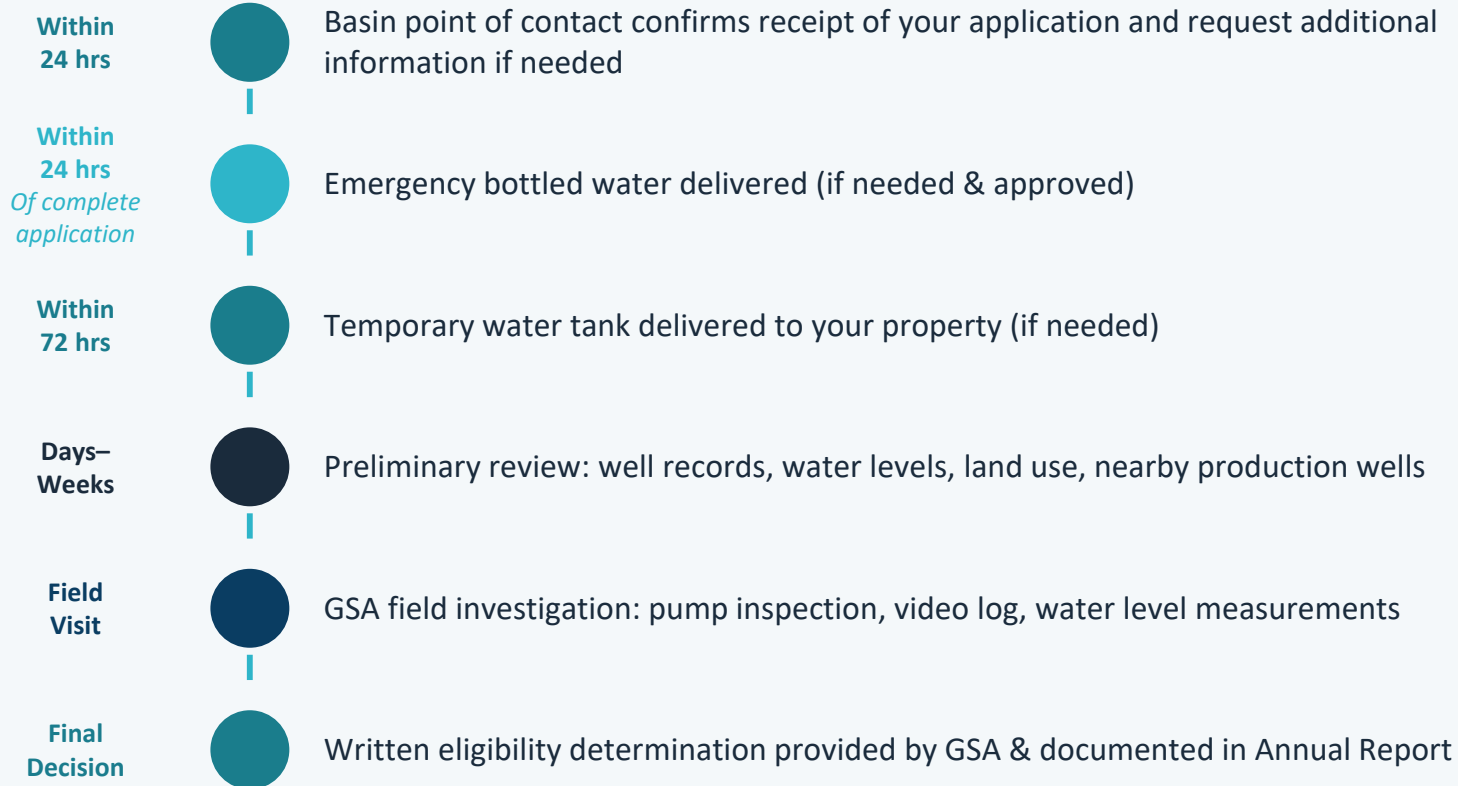 Within
24 hrs
Basin point of contact confirms receipt of your application and request additional
information if needed
Within
24 hrs
Of complete
application
Emergency bottled water delivered (if needed & approved)
Within
72 hrs
Temporary water tank delivered to your property (if needed)
Days–
Weeks
Preliminary review: well records, water levels, land use, nearby production wells
Field
Visit
GSA field investigation: pump inspection, video log, water level measurements
Final
Decision
Written eligibility determination provided by GSA & documented in Annual Report